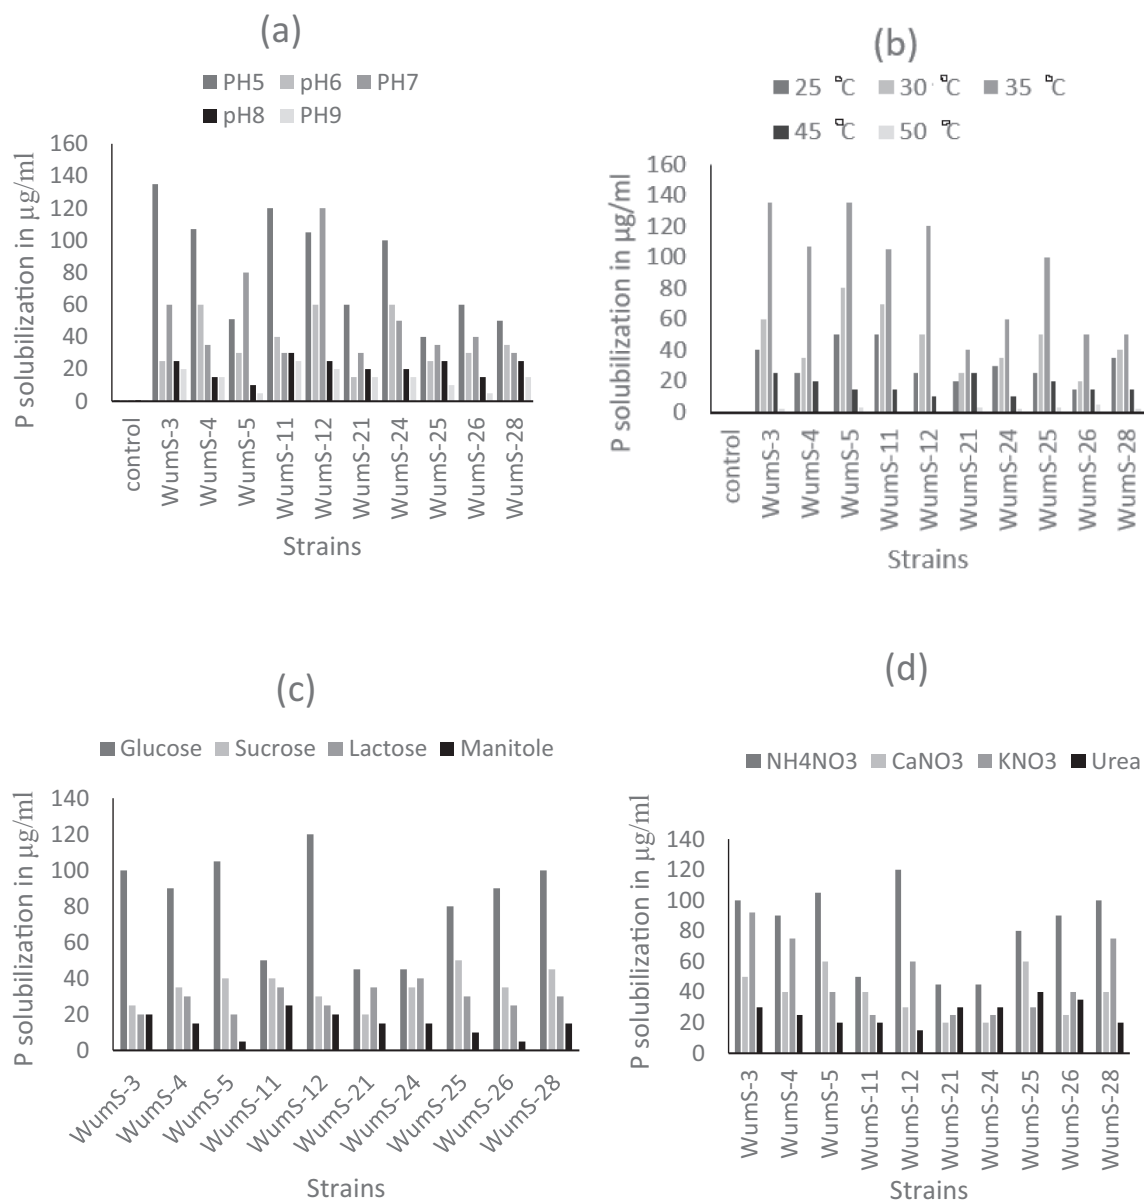 (a)
PH5 pH6 PH7
pH8 PH9
P solubilization in µg/ml
160
140
120
100
80
60
40
20
0
control
WumS-3
WumS-4
WumS-5
WumS-11
WumS-12
WumS-21
WumS-24
WumS-25
WumS-26
WumS-28
Strains
(b)
25 °C 30 °C 35 °C
45 °C 50 °C
P solubilization in µg/ml
160
140
120
100
80
60
40
20
0
control
WumS-3
WumS-4
WumS-5
WumS-11
WumS-12
WumS-21
WumS-24
WumS-25
WumS-26
WumS-28
Strains
(c)
Glucose Sucrose Lactose Manitole
P solubilization in µg/ml
140
120
100
80
60
40
20
0
WumS-3
WumS-4
WumS-5
WumS-11
WumS-12
WumS-21
WumS-24
WumS-25
WumS-26
WumS-28
Strains
(d)
NH4NO3 CaNO3 KNO3 Urea
P solubilization in µg/ml
140
120
100
80
60
40
20
0
WumS-3
WumS-4
WumS-5
WumS-11
WumS-12
WumS-21
WumS-24
WumS-25
WumS-26
WumS-28
Strains